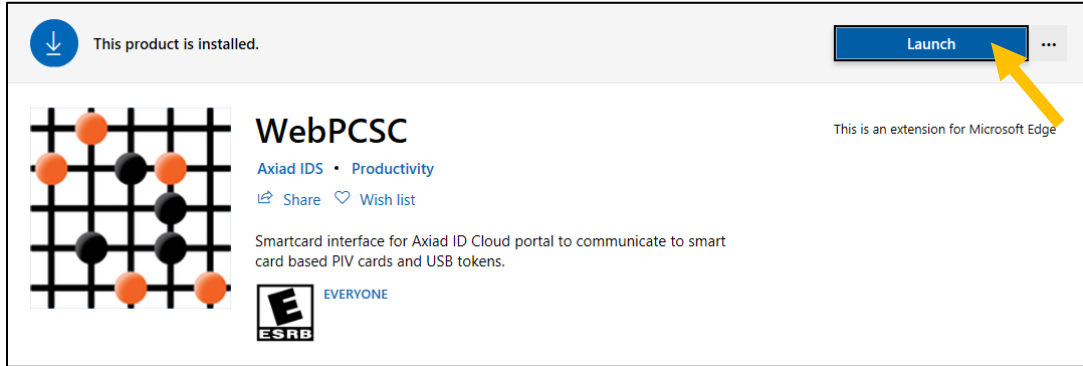 This product is installed.
Launch
...
WebPCSC
This is an extension for Microsoft Edge
Axiad IDS • Productivity
Share Wish list
Smartcard interface for Axiad ID Cloud portal to communicate to smart
card based PIV cards and USB tokens.
E
EVERYONE
ESRB